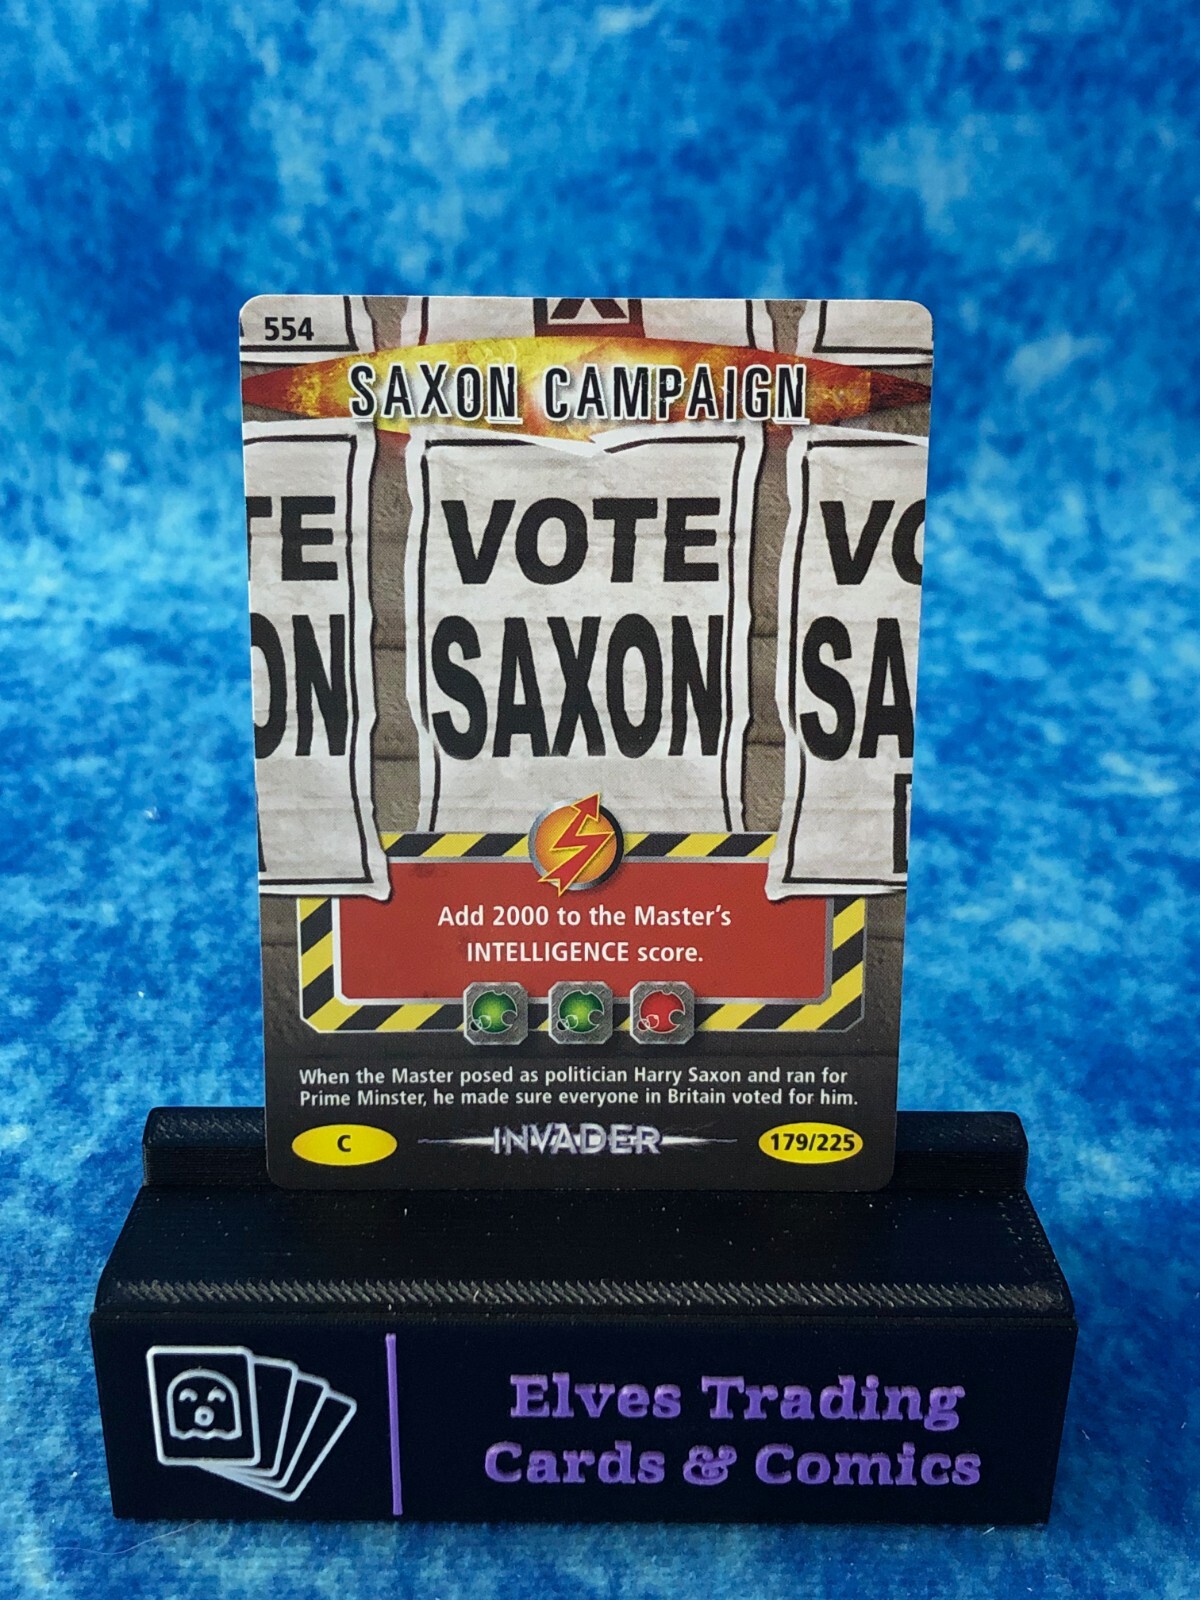 554
SAXON CAMPAIGN
TE
ON
VOTE
SAXON
VO
SA
Add 2000 to the Master's
INTELLIGENCE score.
When the Master posed as politician Harry Saxon and ran for
Prime Minster, he made sure everyone in Britain voted for him.
C
INVADER
179/225
Elves Trading
Cards & Comics